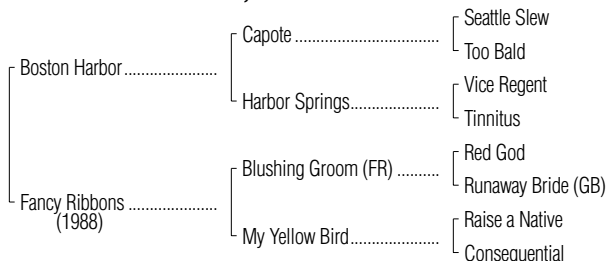 Seattle Slew
Capote
Too Bald
Boston Harbor
Vice Regent
Harbor Springs
Tinnitus
Red God
Blushing Groom (FR)
Runaway Bride (GB)
Fancy Ribbons
(1988)
Raise a Native
My Yellow Bird
Consequential